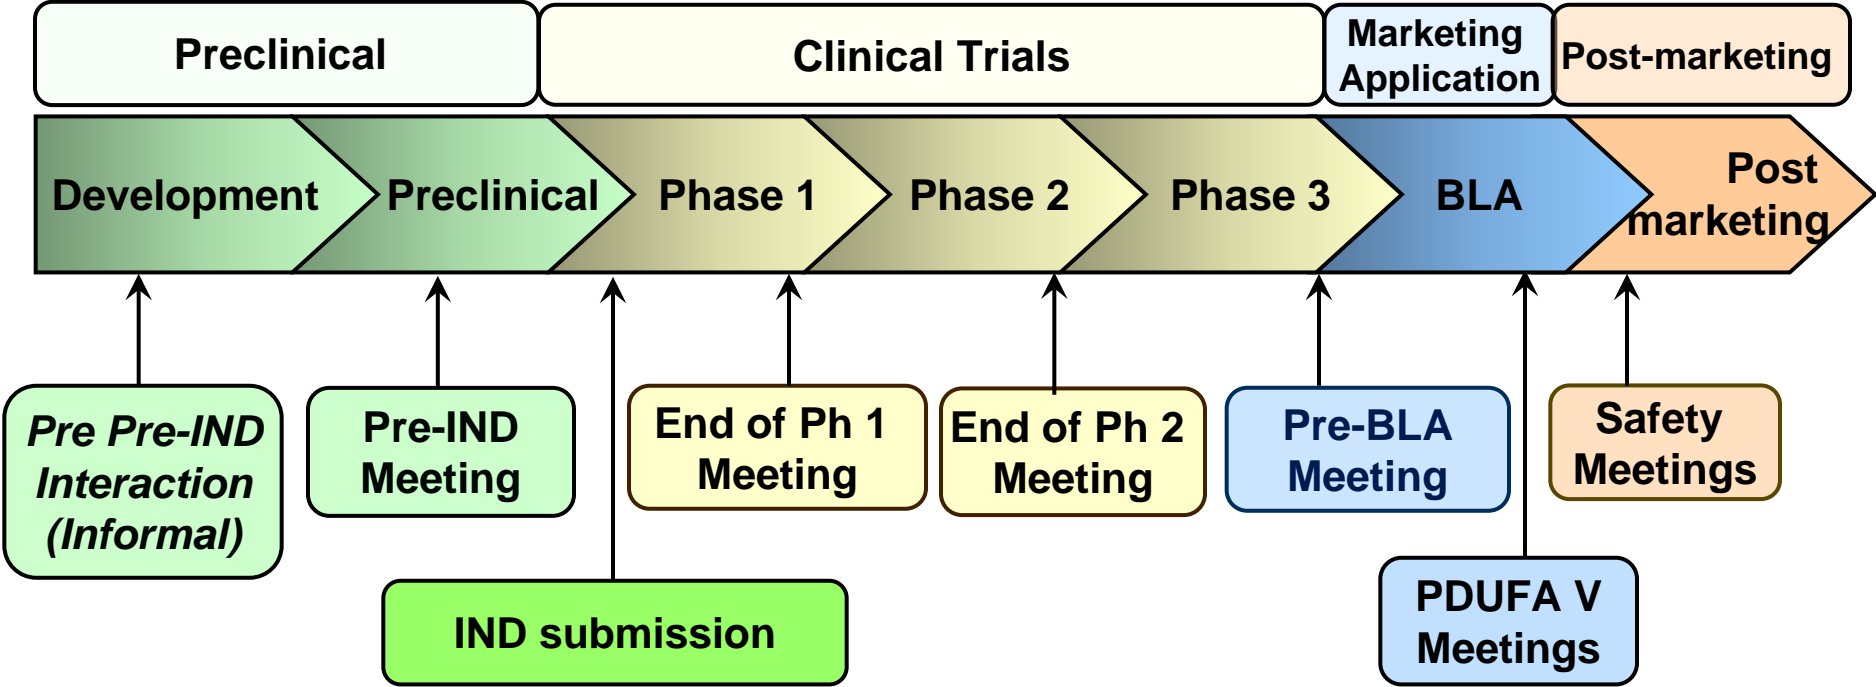 Preclinical
Clinical Trials
Marketing
Application
Post-marketing
Development
Preclinical
Phase 1
Phase 2
Phase 3
BLA
Post
marketing
Pre Pre-IND
Interaction
(Informal)
Pre-IND
Meeting
End of Ph 1
Meeting
End of Ph 2
Meeting
Pre-BLA
Meeting
Safety
Meetings
IND submission
PDUFA V
Meetings